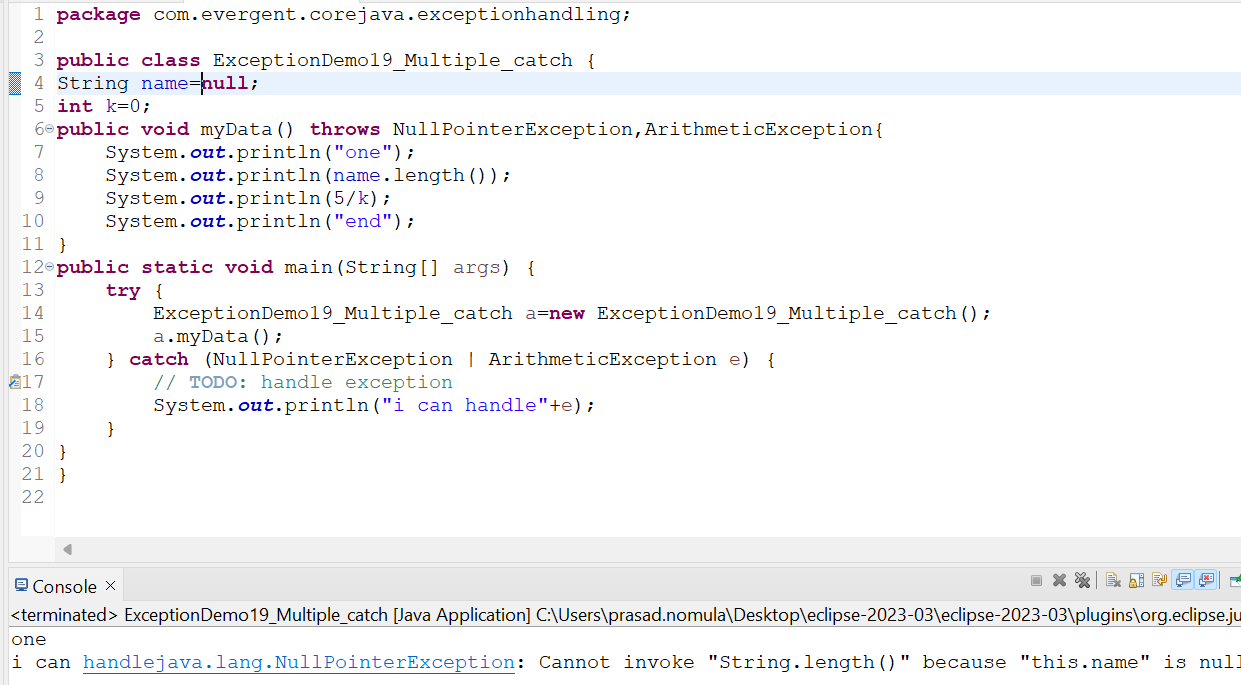 1 package com.evergent.corejava.exceptionhandling;
2
3 public class ExceptionDemo19_Multiple_catch {
4 String name=null;
5 int k=0;
6 public void myData() throws NullPointerException,ArithmeticException{
7     System.out.println("one");
8     System.out.println(name.length());
9     System.out.println(5/k);
10     System.out.println("end");
11 }
12 public static void main(String[] args) {
13     try {
14         ExceptionDemo19_Multiple_catch a=new ExceptionDemo19_Multiple_catch();
15         a.myData();
16     } catch (NullPointerException | ArithmeticException e) {
17         // TODO: handle exception
18         System.out.println("i can handle"+e);
19     }
20 }
21 }
22
Console
<terminated> ExceptionDemo19_Multiple_catch [Java Application] C:\Users\prasad.nomula\Desktop\eclipse-2023-03\eclipse-2023-03\plugins\org.eclipse.ju
one
i can handlejava.lang.NullPointerException: Cannot invoke "String.length()" because "this.name" is null